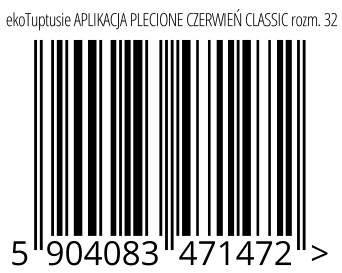 ekoTuptusie APLIKACJA PLECIONE CZERWIEŃ CLASSIC rozm. 32
5 904083 471472 >